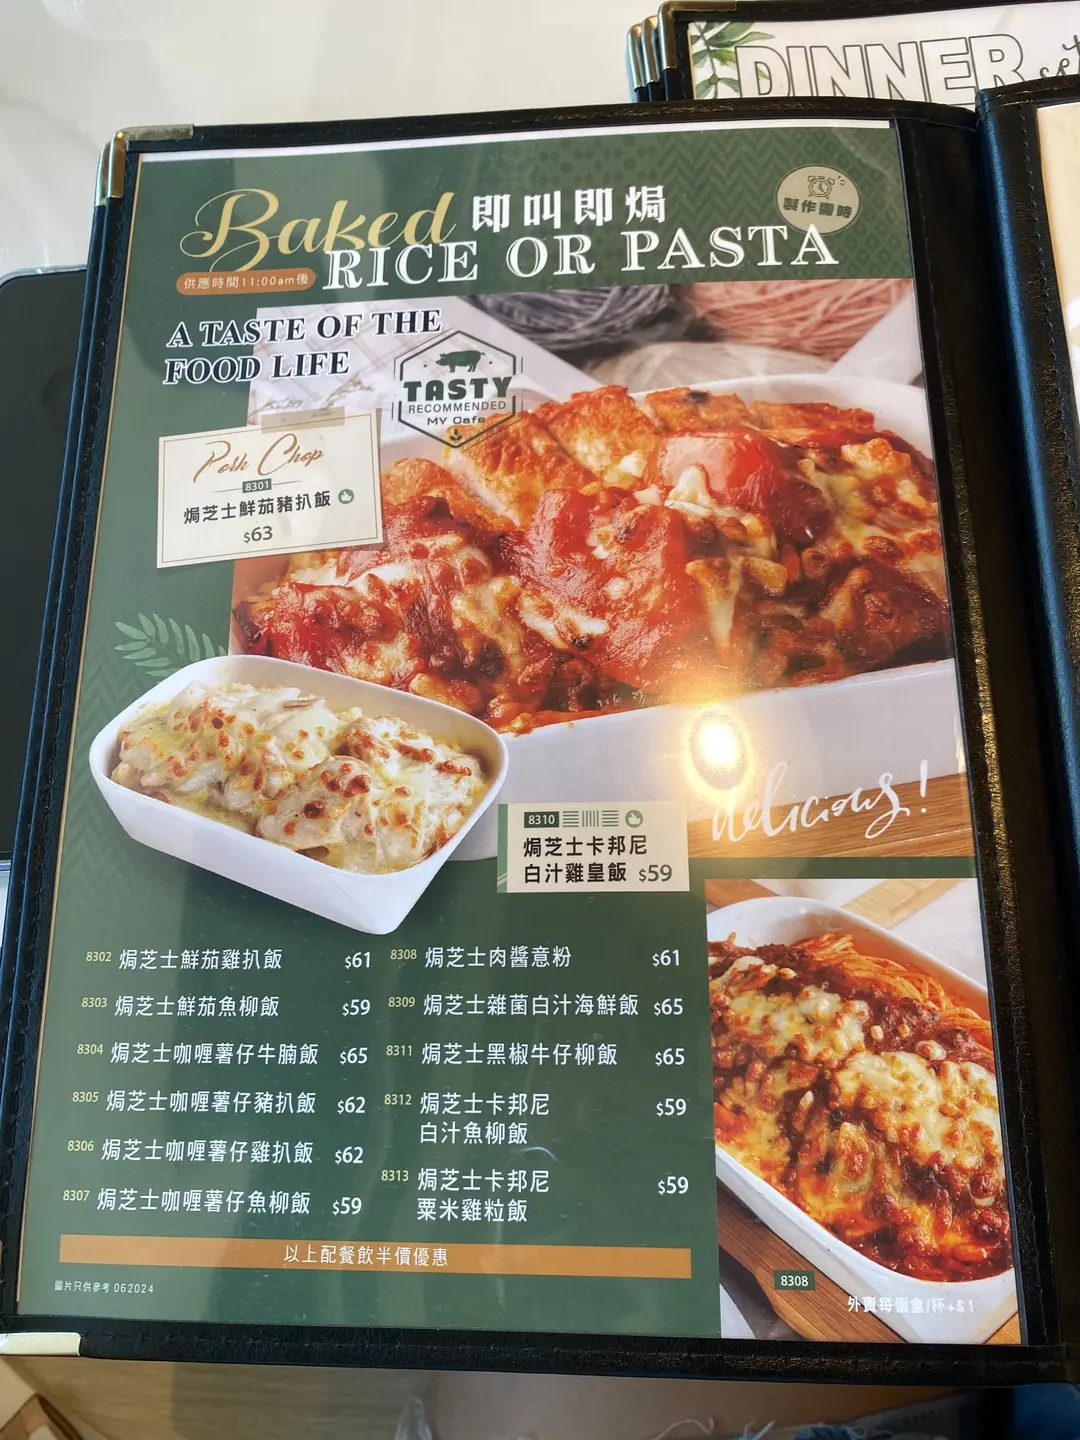 DINNER set
Baked 即叫即焗
RICE OR PASTA
製作需時
供應時間11:00am後
A TASTE OF THE
FOOD LIFE
TASTY
RECOMMENDED
MY Cafe
Pork Chop
8301
焗芝士鮮茄豬扒飯
$63
delicious!
8310
焗芝士卡邦尼
白汁雞皇飯 $59
8302 焗芝士鮮茄雞扒飯 $61
8303 焗芝士鮮茄魚柳飯 $59
8304 焗芝士咖喱薯仔牛腩飯 $65
8305 焗芝士咖喱薯仔豬扒飯 $62
8306 焗芝士咖喱薯仔雞扒飯 $62
8307 焗芝士咖喱薯仔魚柳飯 $59
8308 焗芝士肉醬意粉 $61
8309 焗芝士雜菌白汁海鮮飯 $65
8311 焗芝士黑椒牛仔柳飯 $65
8312 焗芝士卡邦尼 $59
白汁魚柳飯
8313 焗芝士卡邦尼 $59
粟米雞粒飯
以上配餐飲半價優惠
圖片只供參考 062024
8308
外賣每個盒/杯+$1